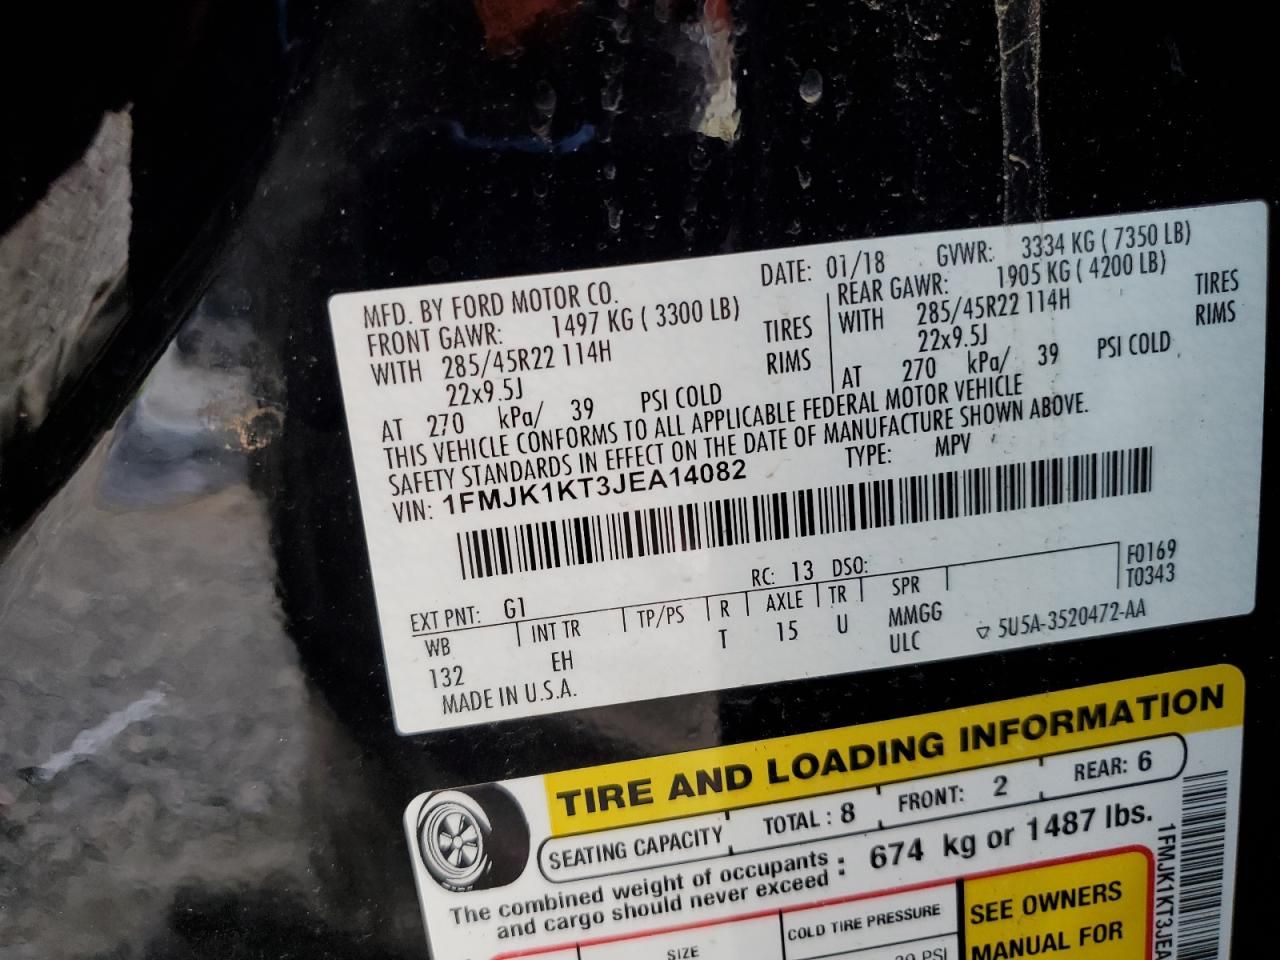 MFD. BY FORD MOTOR CO. DATE: 01/18 GVWR: 3334 KG ( 7350 LB)
FRONT GAWR: 1497 KG ( 3300 LB) REAR GAWR: 1905 KG ( 4200 LB)
WITH 285/45R22 114H TIRES WITH 285/45R22 114H TIRES
22x9.5J RIMS 22x9.5J RIMS
AT 270 kPa/ 39 PSI COLD AT 270 kPa/ 39 PSI COLD
THIS VEHICLE CONFORMS TO ALL APPLICABLE FEDERAL MOTOR VEHICLE
SAFETY STANDARDS IN EFFECT ON THE DATE OF MANUFACTURE SHOWN ABOVE.
VIN: 1FMJK1KT3JEA14082 TYPE: MPV
RC: 13 DSO:
EXT PNT: G1 F0169
WB INT TR TP/PS R AXLE TR SPR T0343
132 EH T 15 U MMGG
ULC
MADE IN U.S.A. 5U5A-3520472-AA
TIRE AND LOADING INFORMATION
SEATING CAPACITY TOTAL : 8 FRONT: 2 REAR: 6
The combined weight of occupants
and cargo should never exceed : 674 kg or 1487 lbs.
SIZE COLD TIRE PRESSURE SEE OWNERS
PSI MANUAL FOR
1FMJK1KT3JEA